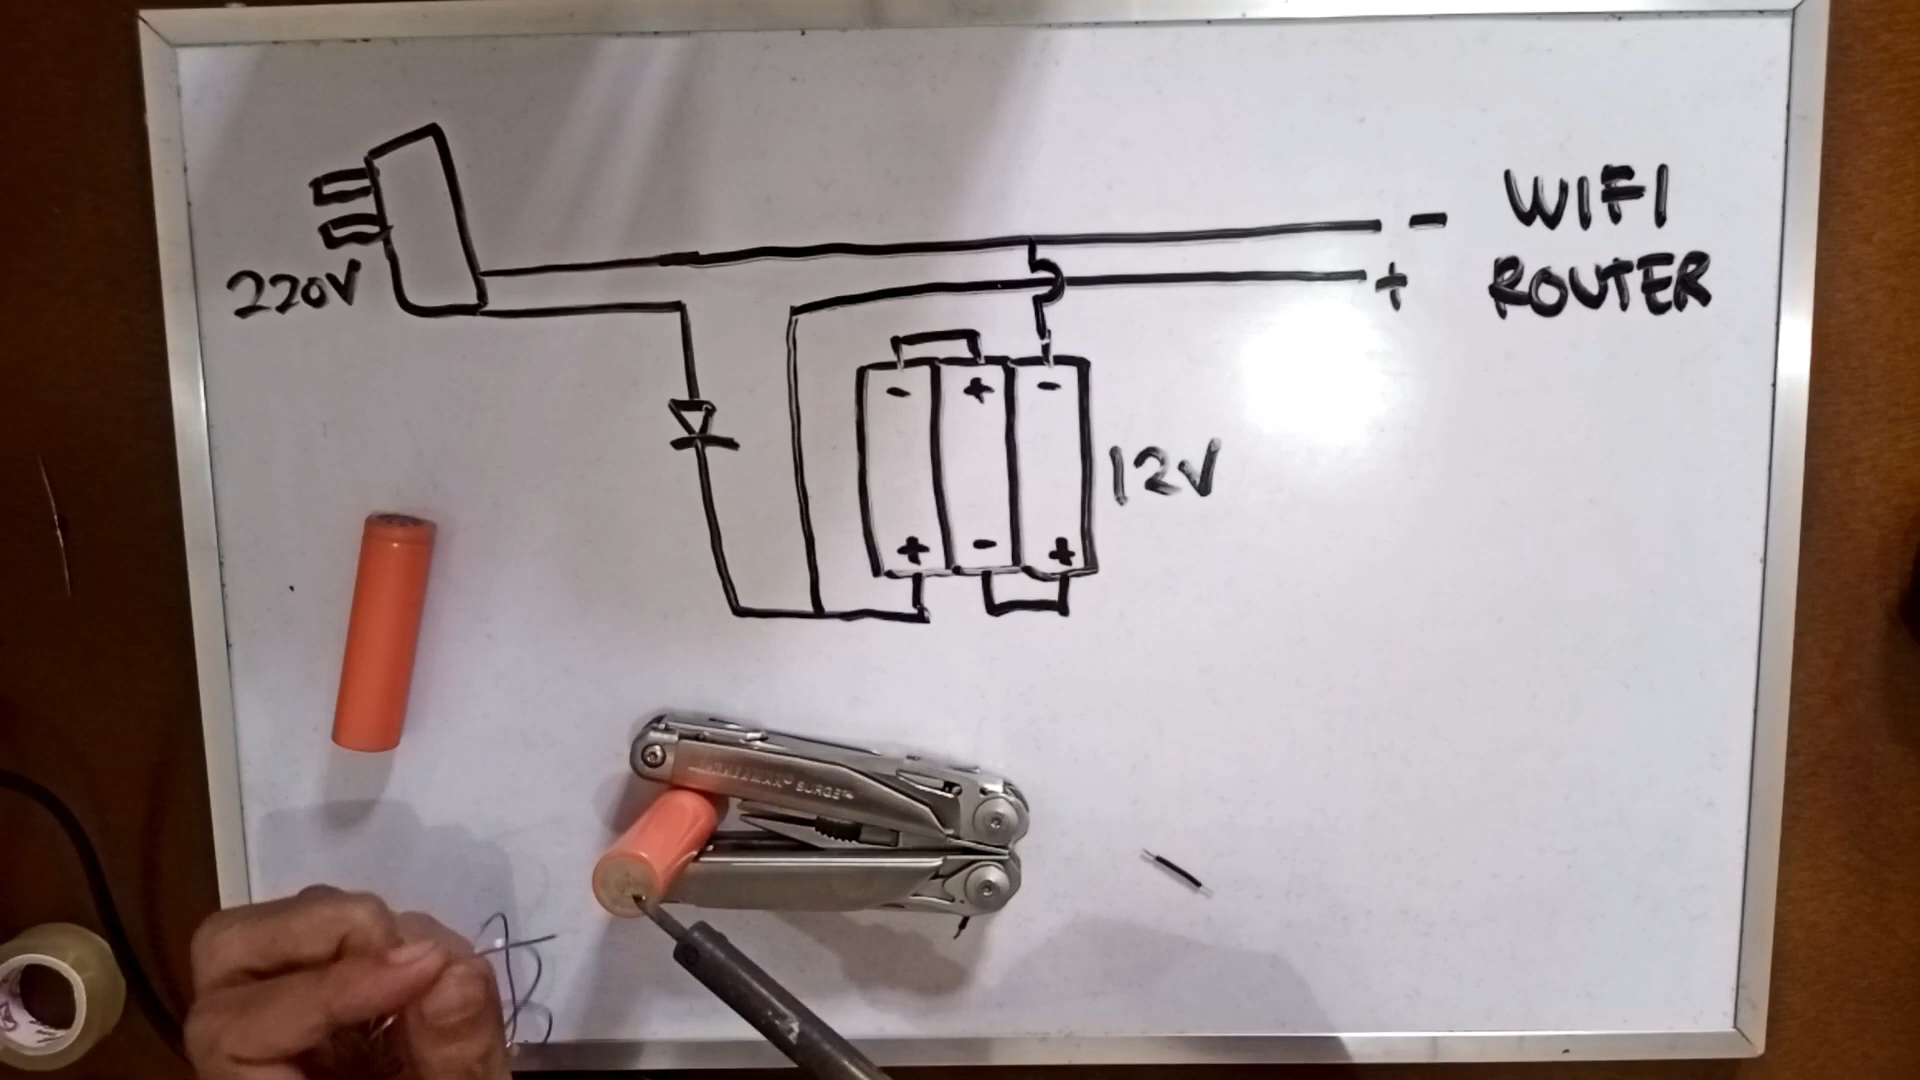 WIFI
ROUTER
-
+
220V
- + -
12V
+ - +
SURGE